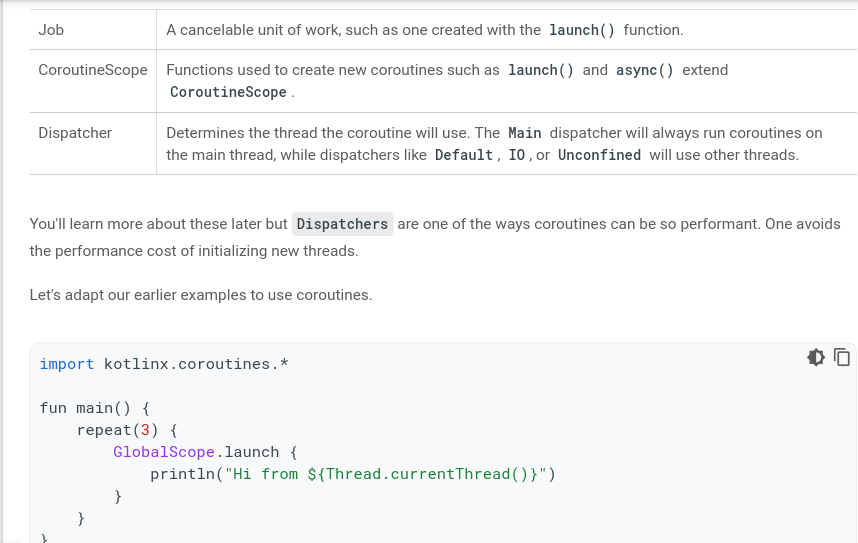 Job
A cancelable unit of work, such as one created with the launch() function.
CoroutineScope
Functions used to create new coroutines such as launch() and async() extend
CoroutineScope.
Dispatcher
Determines the thread the coroutine will use. The Main dispatcher will always run coroutines on
the main thread, while dispatchers like Default, IO, or Unconfined will use other threads.
You'll learn more about these later but Dispatchers are one of the ways coroutines can be so performant. One avoids
the performance cost of initializing new threads.
Let's adapt our earlier examples to use coroutines.
import kotlinx.coroutines.*
fun main() {
    repeat(3) {
        GlobalScope.launch {
            println("Hi from ${Thread.currentThread()}")
        }
    }
}